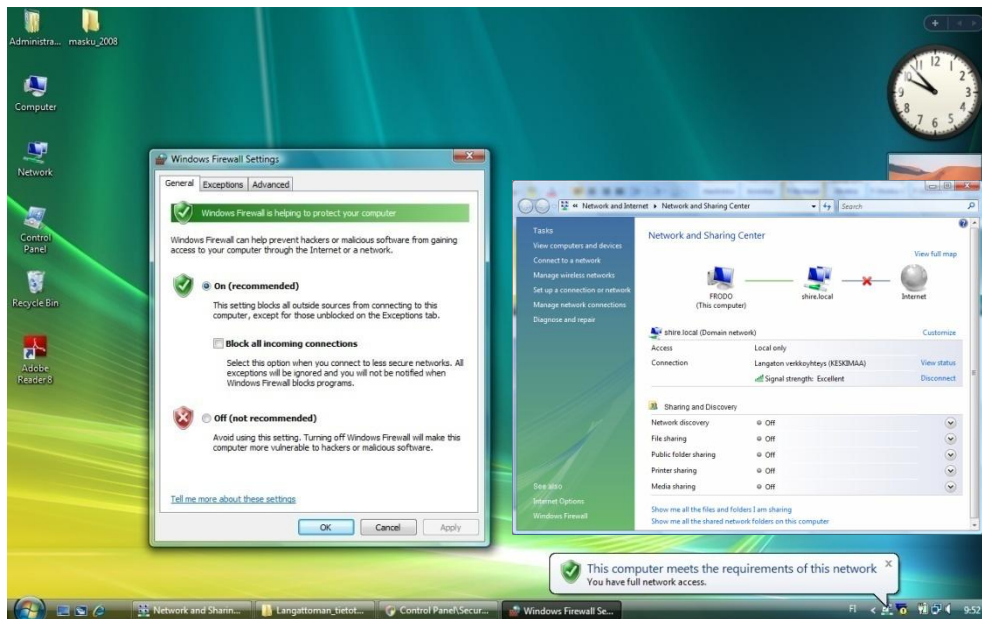 Administra...
masku_2008
Computer
Network
Control
Panel
Recycle Bin
Adobe
Reader 8
12
1
2
3
4
5
6
7
8
9
10
11
Windows Firewall Settings
General
Exceptions
Advanced
Windows Firewall is helping to protect your computer
Windows Firewall can help prevent hackers or malicious software from gaining
access to your computer through the Internet or a network.
On (recommended)
This setting blocks all outside sources from connecting to this
computer, except for those unblocked on the Exceptions tab.
Block all incoming connections
Select this option when you connect to less secure networks. All
exceptions will be ignored and you will not be notified when
Windows Firewall blocks programs.
Off (not recommended)
Avoid using this setting. Turning off Windows Firewall will make this
computer more vulnerable to hackers or malicious software.
Tell me more about these settings
OK
Cancel
Apply
Network and Internet
Network and Sharing Center
Search
Tasks
View computers and devices
Connect to a network
Manage wireless networks
Set up a connection or network
Manage network connections
Diagnose and repair
See also
Internet Options
Windows Firewall
Network and Sharing Center
View full map
FRODO
(This computer)
shire.local
Internet
shire.local (Domain network)
Customize
Access
Local only
Connection
Langaton verkkoyhteys (KESKIMAA)
View status
Signal strength: Excellent
Disconnect
Sharing and Discovery
Network discovery
Off
File sharing
Off
Public folder sharing
Off
Printer sharing
Off
Media sharing
Off
Show me all the files and folders I am sharing
Show me all the shared network folders on this computer
This computer meets the requirements of this network
You have full network access.
Network and Sharin...
Langattoman_tietot...
Control Panel\Secur...
Windows Firewall Se...
FI
9:52